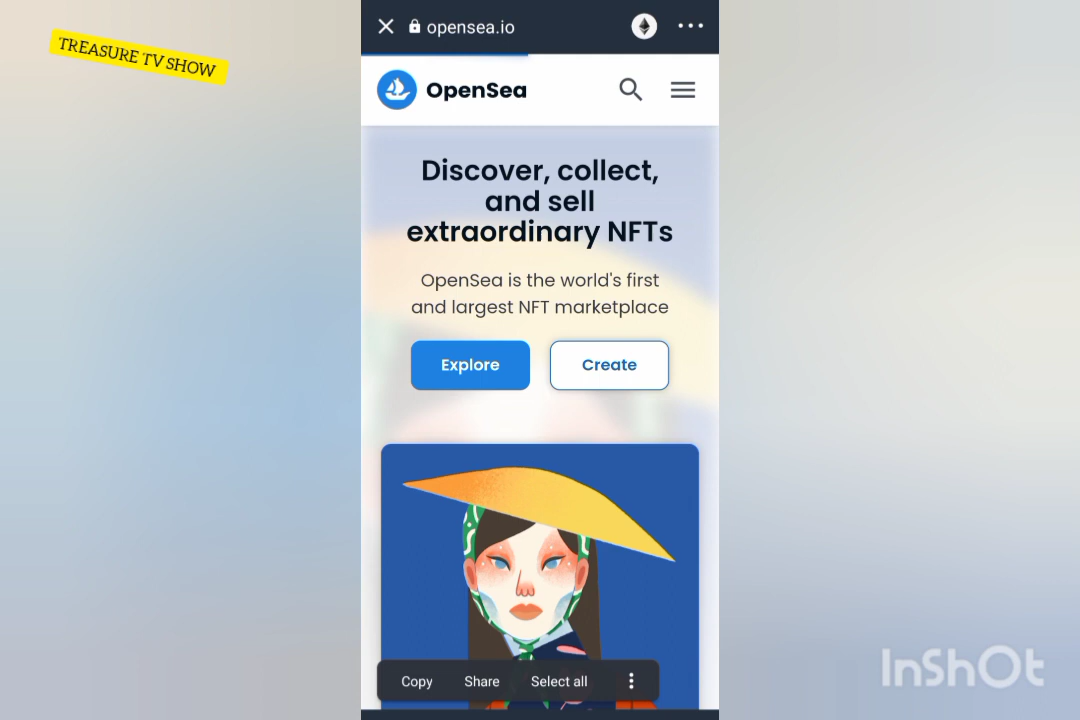 TREASURE TV SHOW
opensea.io
OpenSea
Discover, collect,
and sell
extraordinary NFTs
OpenSea is the world's first
and largest NFT marketplace
Explore
Create
Copy
Share
Select all
InShOt